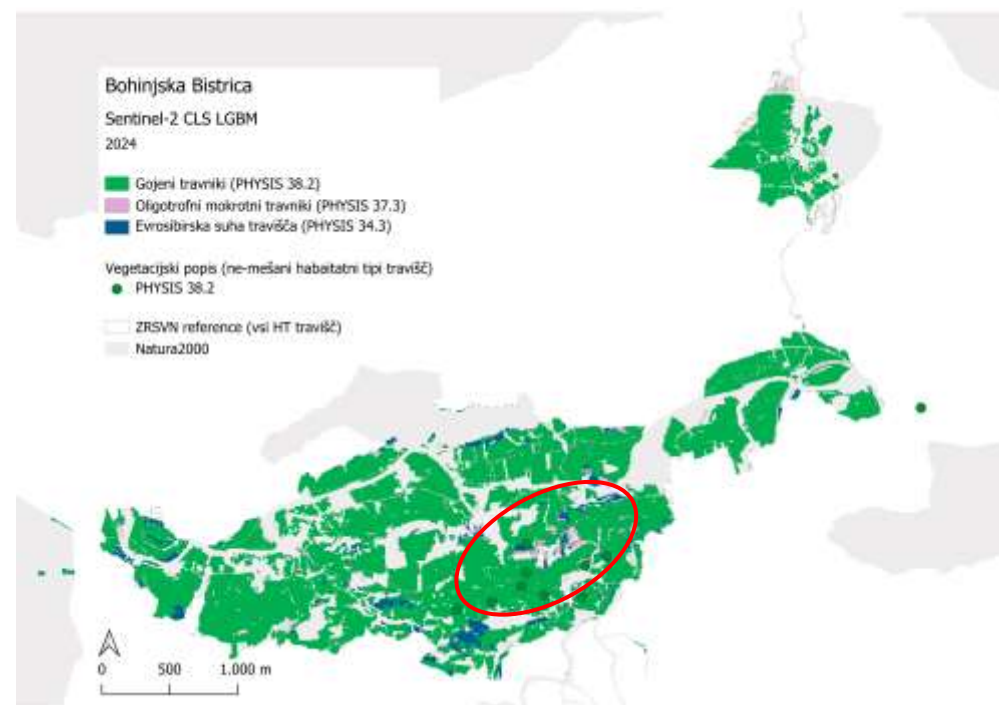 Bohinjska Bistrica
Sentinel-2 CLS LGBM
2024
Gojeni travniki (PHYSIS 38.2)
Oligotrofni mokrotni travniki (PHYSIS 37.3)
Evrosibirska suha travišča (PHYSIS 34.3)
Vegetacijski popis (ne-mešani habaitatni tipi travišč)
PHYSIS 38.2
ZRSVN reference (vsi HT travišč)
Natura2000
0 500 1.000 m